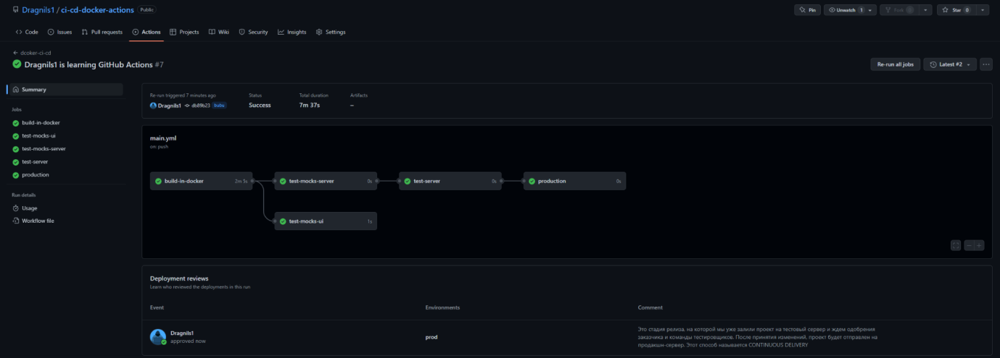 Dragnils1 / ci-cd-docker-actions Public
Pin Unwatch 1 Fork 0 Star 0
Code Issues Pull requests Actions Projects Wiki Security Insights Settings
dcoker-ci-cd
Dragnils1 is learning GitHub Actions #7
Re-run all jobs Latest #2
Summary
Jobs
build-in-docker
test-mocks-ui
test-mocks-server
test-server
production
Run details
Usage
Workflow file
Re-run triggered 7 minutes ago Status Total duration Artifacts
Dragnils1 db89b23 bubu Success 7m 37s –
main.yml
on: push
build-in-docker 2m 5s test-mocks-server 0s test-server 0s production 0s
test-mocks-ui 1s
Deployment reviews
Learn who reviewed the deployments in this run
Event Environments Comment
Dragnils1
approved now
prod
Это стадия релиза, на которой мы уже залили проект на тестовый сервер и ждем одобрения
заказчика и команды тестировщиков. После принятия изменений, проект будет отправлен на
продакшн-сервер. Этот способ называется CONTINUOUS DELIVERY